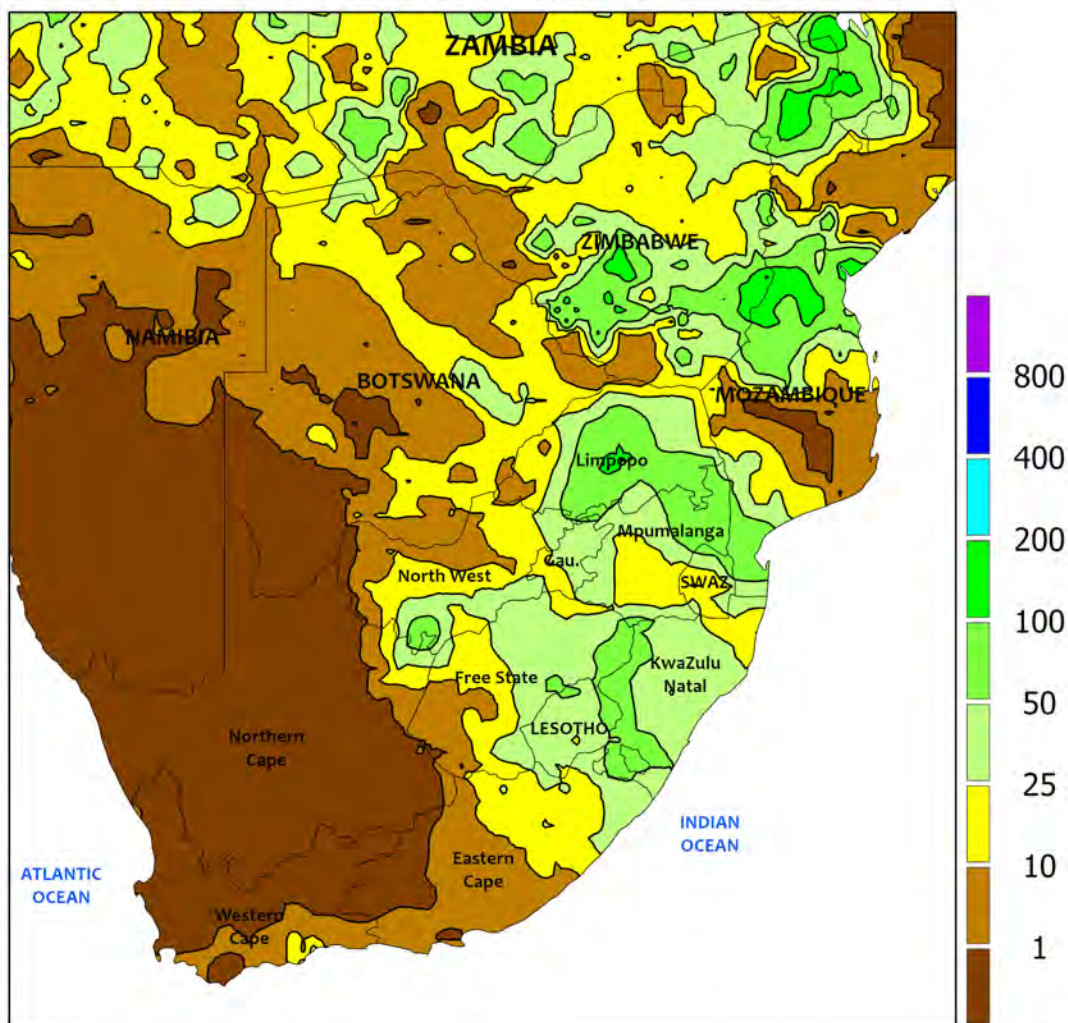 ZAMBIA
ZIMBABWE
NAMIBIA
BOTSWANA
MOZAMBIQUE
Limpopo
Mpumalanga
Gau.
North West
SWAZ.
Free State
KwaZulu
Natal
LESOTHO
Northern
Cape
INDIAN
OCEAN
Eastern
Cape
ATLANTIC
OCEAN
Western
Cape
800
400
200
100
50
25
10
1